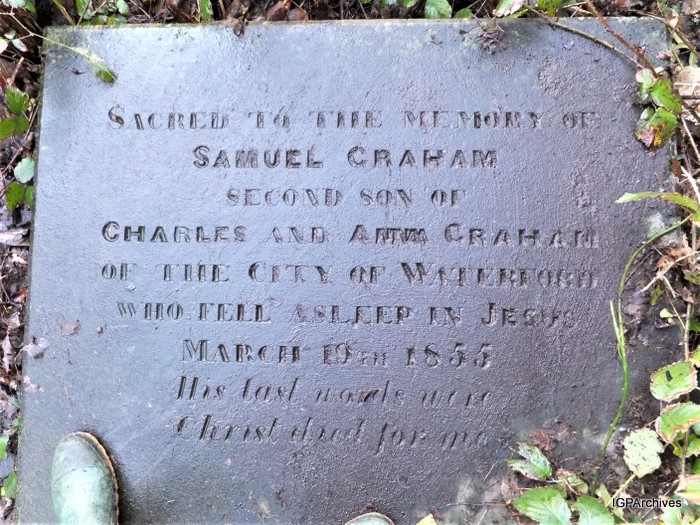 Sacred to the memory of
Samuel Graham
second son of
Charles and Ann Graham
of the City of Waterford
who fell asleep in Jesus
March 19th 1855
His last words were
Christ died for me
IGPArchives